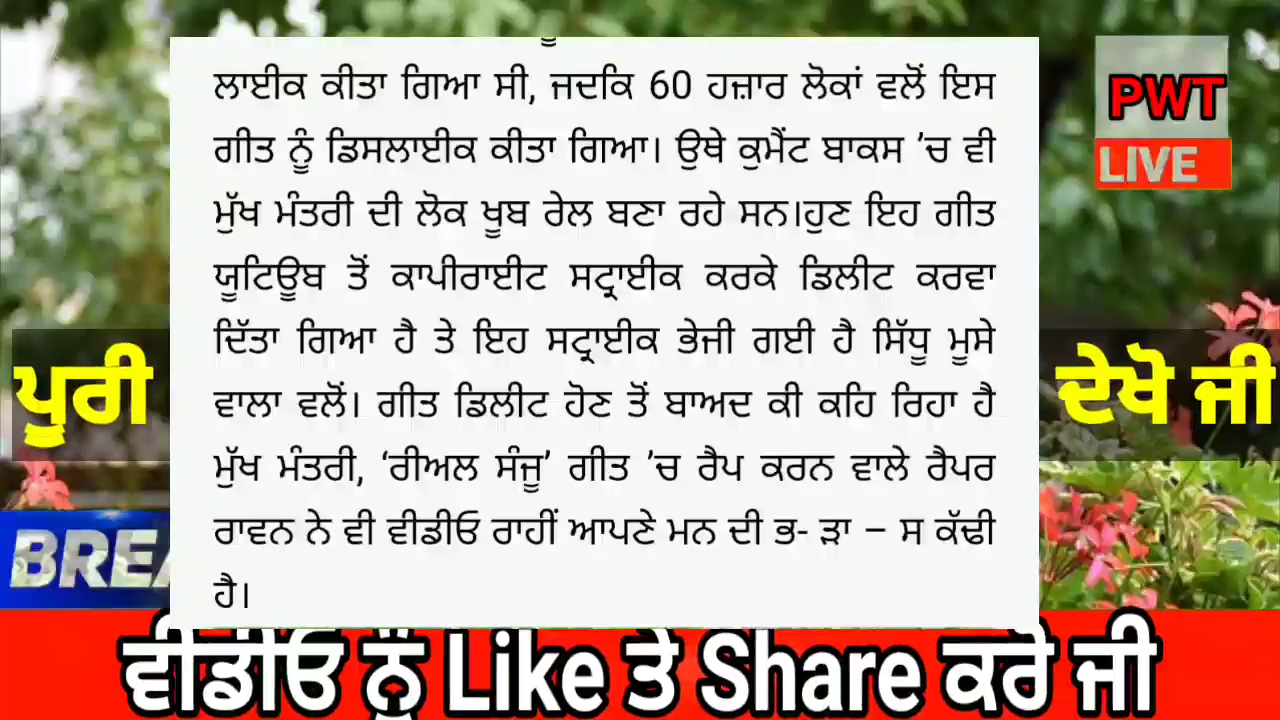 ਲਾਈਕ ਕੀਤਾ ਗਿਆ ਸੀ, ਜਦਕਿ 60 ਹਜ਼ਾਰ ਲੋਕਾਂ ਵਲੋਂ ਇਸ
ਗੀਤ ਨੂੰ ਡਿਸਲਾਈਕ ਕੀਤਾ ਗਿਆ। ਉਥੇ ਕੁਮੈਂਟ ਬਾਕਸ ’ਚ ਵੀ
ਮੁੱਖ ਮੰਤਰੀ ਦੀ ਲੋਕ ਖੂਬ ਰੇਲ ਬਣਾ ਰਹੇ ਸਨ।ਹੁਣ ਇਹ ਗੀਤ
ਯੂਟਿਊਬ ਤੋਂ ਕਾਪੀਰਾਈਟ ਸਟ੍ਰਾਈਕ ਕਰਕੇ ਡਿਲੀਟ ਕਰਵਾ
ਦਿੱਤਾ ਗਿਆ ਹੈ ਤੇ ਇਹ ਸਟ੍ਰਾਈਕ ਭੇਜੀ ਗਈ ਹੈ ਸਿੱਧੂ ਮੂਸੇ
ਵਾਲਾ ਵਲੋਂ। ਗੀਤ ਡਿਲੀਟ ਹੋਣ ਤੋਂ ਬਾਅਦ ਕੀ ਕਹਿ ਰਿਹਾ ਹੈ
ਮੁੱਖ ਮੰਤਰੀ, ‘ਰੀਅਲ ਸੰਜੂ’ ਗੀਤ ’ਚ ਰੈਪ ਕਰਨ ਵਾਲੇ ਰੈਪਰ
ਰਾਵਨ ਨੇ ਵੀ ਵੀਡੀਓ ਰਾਹੀਂ ਆਪਣੇ ਮਨ ਦੀ ਭ- ੜਾ – ਸ ਕੱਢੀ
ਹੈ।
PWT
LIVE
ਪੂਰੀ
ਦੇਖੋ ਜੀ
ਵੀਡੀਓ ਨੂੰ Like ਤੇ Share ਕਰੋ ਜੀ